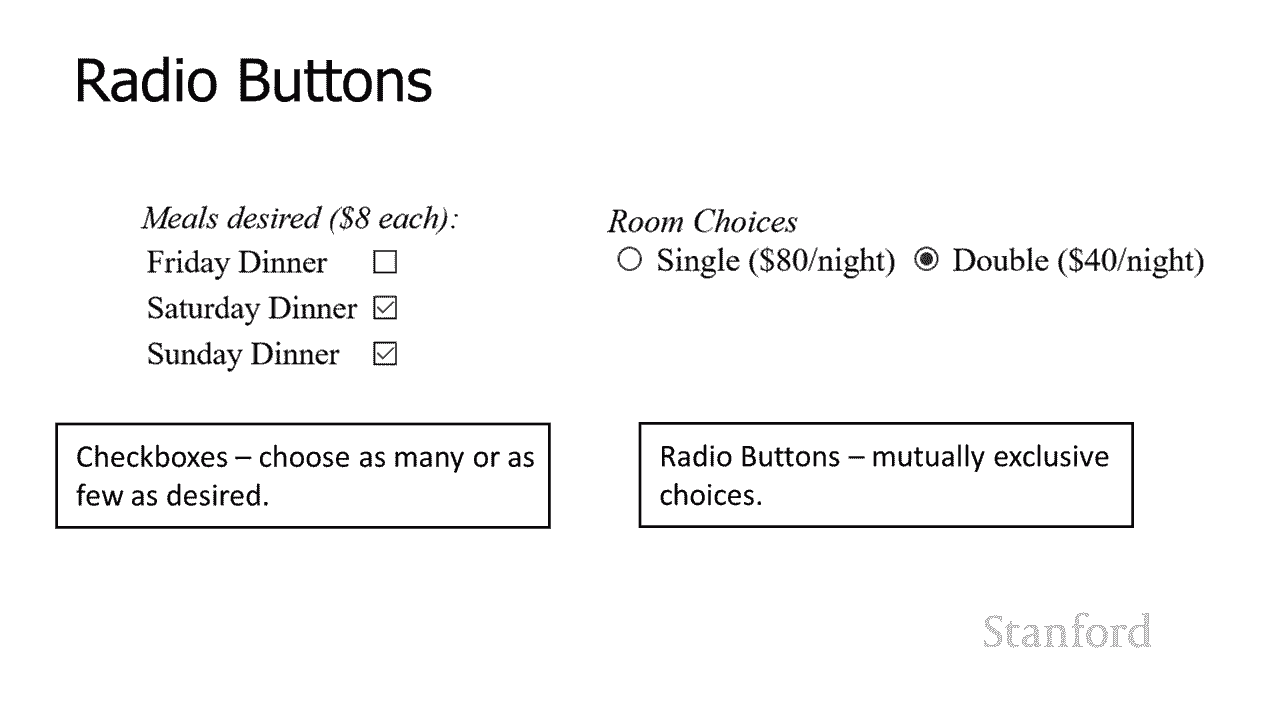 Radio Buttons
Meals desired ($8 each):
Friday Dinner
Saturday Dinner
Sunday Dinner
Room Choices
Single ($80/night) Double ($40/night)
Checkboxes – choose as many or as
few as desired.
Radio Buttons – mutually exclusive
choices.
Stanford